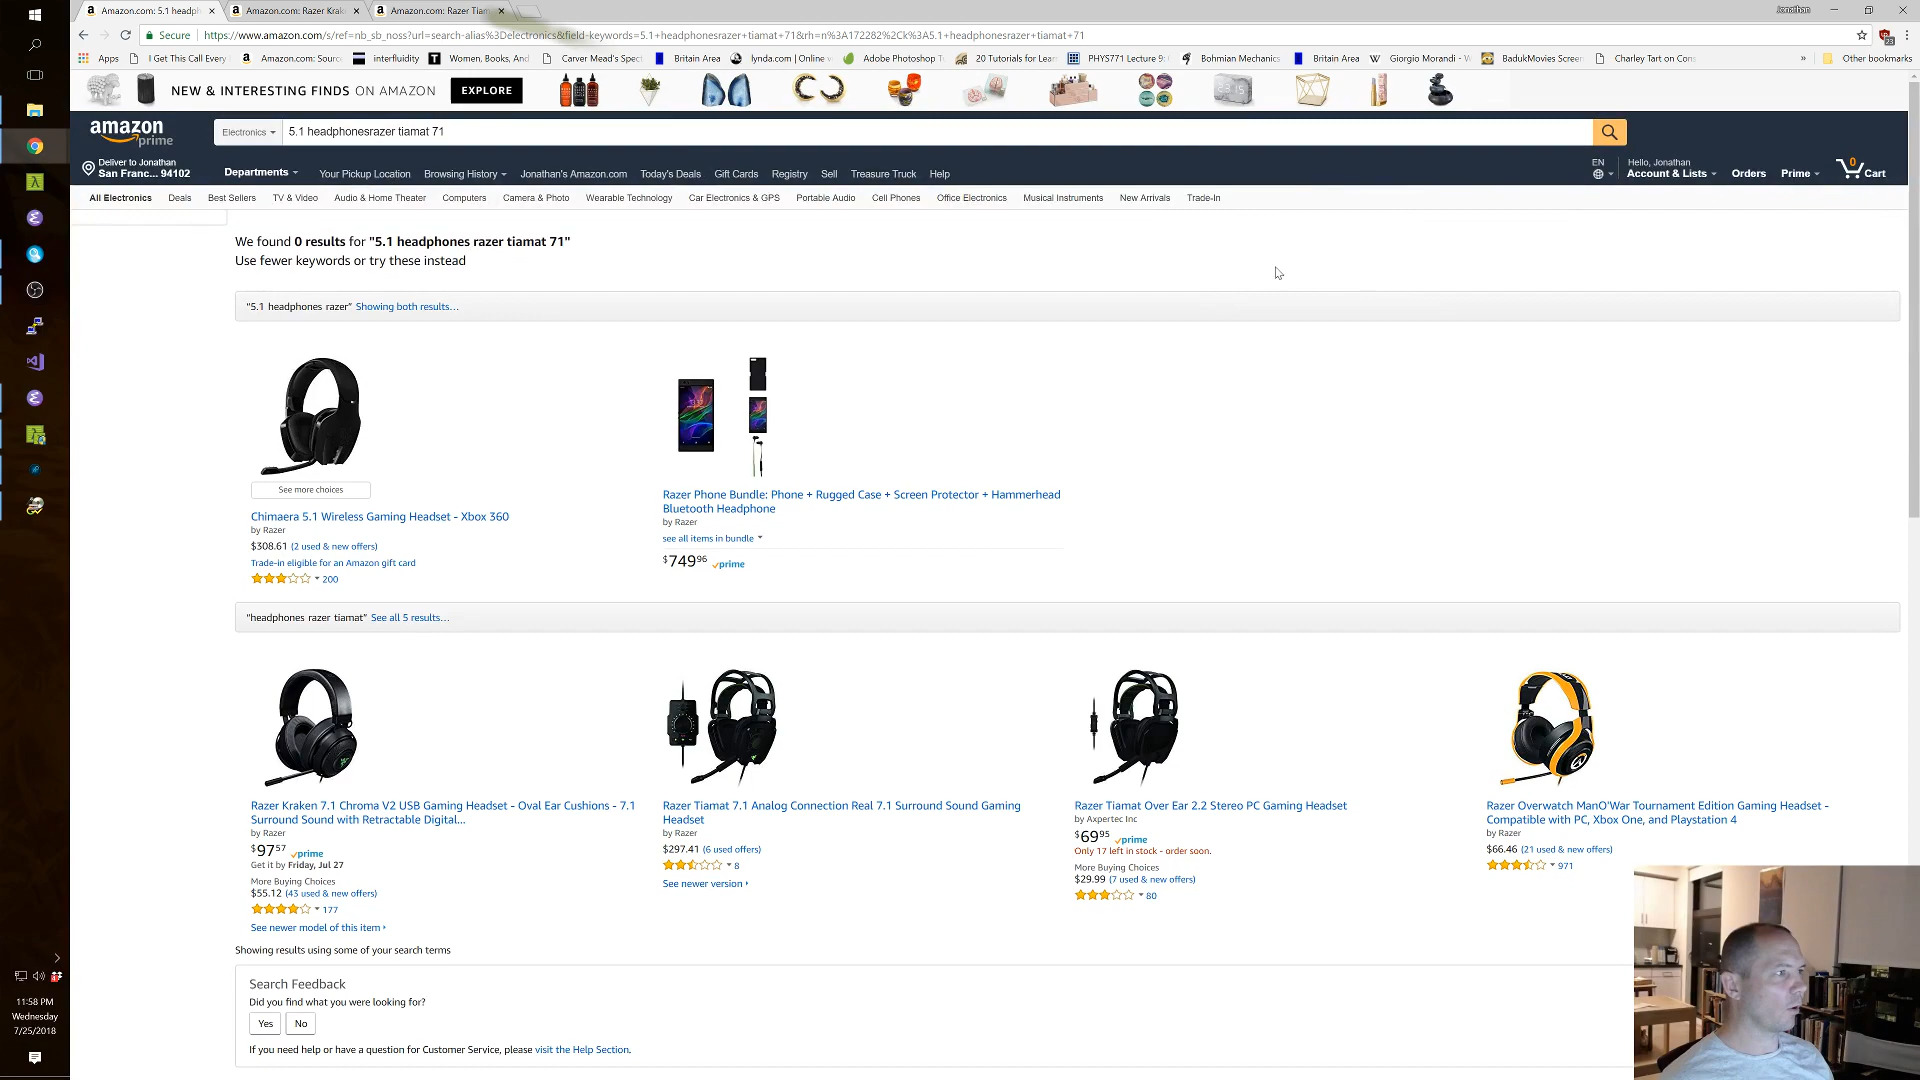 Amazon.com: 5.1 headph
Amazon.com: Razer Krak
Amazon.com: Razer Tiam
Jonathan
Secure
https://www.amazon.com/s/ref=nb_sb_noss?url=search-alias%3Delectronics&field-keywords=5.1+headphonesrazer+tiamat+71&rh=n%3A172282%2Ck%3A5.1+headphonesrazer+tiamat+71
23
Apps
I Get This Call Every
Amazon.com: Sourc
interfluidity
Women, Books, And
Carver Mead's Spect
Britain Area
lynda.com | Online v
Adobe Photoshop T
20 Tutorials for Lear
PHYS771 Lecture 9:
Bohmian Mechanics
Britain Area
Giorgio Morandi - W
BadukMovies Screen
Charley Tart on Cons
»
Other bookmarks
NEW & INTERESTING FINDS ON AMAZON
EXPLORE
amazon
prime
Electronics
5.1 headphonesrazer tiamat 71
Deliver to Jonathan
San Franc... 94102
Departments
Your Pickup Location
Browsing History
Jonathan's Amazon.com
Today's Deals
Gift Cards
Registry
Sell
Treasure Truck
Help
EN
Hello, Jonathan
Account & Lists
Orders
Prime
0
Cart
All Electronics
Deals
Best Sellers
TV & Video
Audio & Home Theater
Computers
Camera & Photo
Wearable Technology
Car Electronics & GPS
Portable Audio
Cell Phones
Office Electronics
Musical Instruments
New Arrivals
Trade-In
We found 0 results for "5.1 headphones razer tiamat 71"
Use fewer keywords or try these instead
"5.1 headphones razer" Showing both results...
See more choices
Chimaera 5.1 Wireless Gaming Headset - Xbox 360
by Razer
$308.61 (2 used & new offers)
Trade-in eligible for an Amazon gift card
200
Razer Phone Bundle: Phone + Rugged Case + Screen Protector + Hammerhead
Bluetooth Headphone
by Razer
see all items in bundle
$749 96 prime
"headphones razer tiamat" See all 5 results...
Razer Kraken 7.1 Chroma V2 USB Gaming Headset - Oval Ear Cushions - 7.1
Surround Sound with Retractable Digital...
by Razer
$97 57 prime
Get it by Friday, Jul 27
More Buying Choices
$55.12 (43 used & new offers)
177
See newer model of this item
Razer Tiamat 7.1 Analog Connection Real 7.1 Surround Sound Gaming
Headset
by Razer
$297.41 (6 used offers)
8
See newer version
Razer Tiamat Over Ear 2.2 Stereo PC Gaming Headset
by Axpertec Inc
$69 95 prime
Only 17 left in stock - order soon.
More Buying Choices
$29.99 (7 used & new offers)
80
Razer Overwatch ManO'War Tournament Edition Gaming Headset -
Compatible with PC, Xbox One, and Playstation 4
by Razer
$66.46 (21 used & new offers)
971
Showing results using some of your search terms
Search Feedback
Did you find what you were looking for?
Yes
No
If you need help or have a question for Customer Service, please visit the Help Section.
11:58 PM
Wednesday
7/25/2018